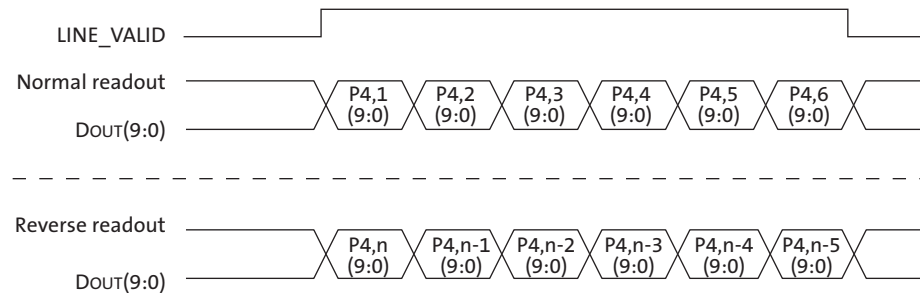 LINE_VALID
Normal readout
P4,1 P4,2 P4,3 P4,4 P4,5 P4,6
(9:0) (9:0) (9:0) (9:0) (9:0) (9:0)
DOUT(9:0)
Reverse readout
P4,n P4,n-1 P4,n-2 P4,n-3 P4,n-4 P4,n-5
(9:0) (9:0) (9:0) (9:0) (9:0) (9:0)
DOUT(9:0)